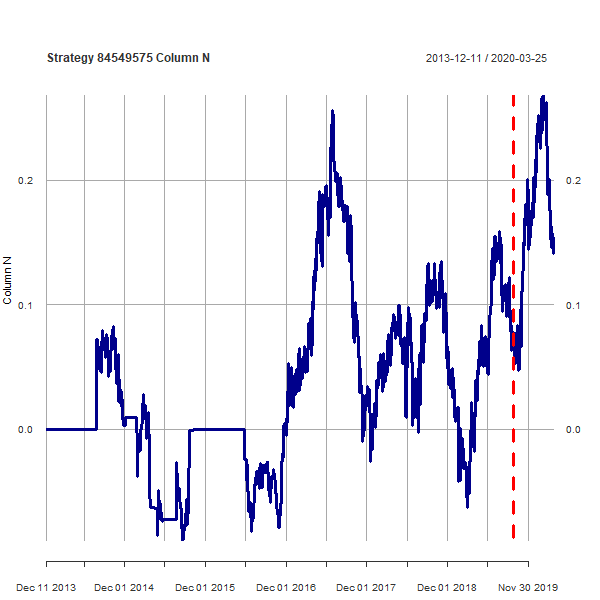 Strategy 84549575 Column N
2013-12-11 / 2020-03-25
Column N
0.2
0.2
0.1
0.1
0.0
0.0
Dec 11 2013
Dec 01 2014
Dec 01 2015
Dec 01 2016
Dec 01 2017
Dec 01 2018
Nov 30 2019